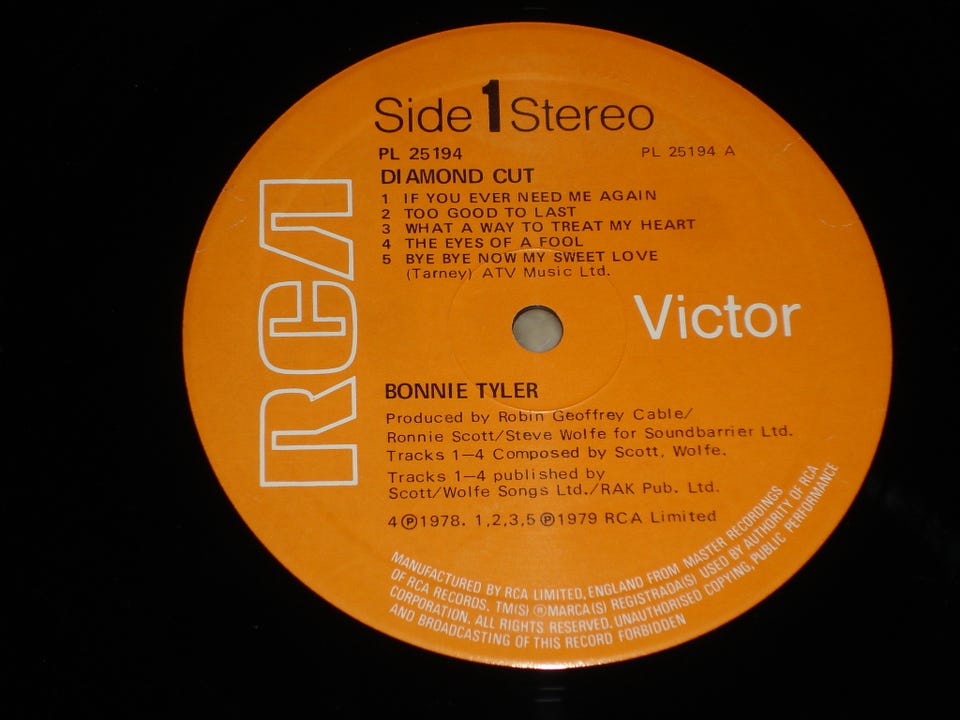 Side 1 Stereo
PL 25194 PL 25194 A
DIAMOND CUT
1 IF YOU EVER NEED ME AGAIN
2 TOO GOOD TO LAST
3 WHAT A WAY TO TREAT MY HEART
4 THE EYES OF A FOOL
5 BYE BYE NOW MY SWEET LOVE
(Tarney) ATV Music Ltd.
RCA
Victor
BONNIE TYLER
Produced by Robin Geoffrey Cable/
Ronnie Scott/Steve Wolfe for Soundbarrier Ltd.
Tracks 1—4 Composed by Scott, Wolfe.
Tracks 1—4 published by
Scott/Wolfe Songs Ltd./RAK Pub. Ltd.
4 ℗1978. 1,2,3,5 ℗1979 RCA Limited
MANUFACTURED BY RCA LIMITED, ENGLAND FROM MASTER RECORDINGS
OF RCA RECORDS. TM(S) ® MARCA(S) REGISTRADA(S) USED BY AUTHORITY OF RCA
CORPORATION. ALL RIGHTS RESERVED. UNAUTHORISED COPYING, PUBLIC PERFORMANCE
AND BROADCASTING OF THIS RECORD FORBIDDEN